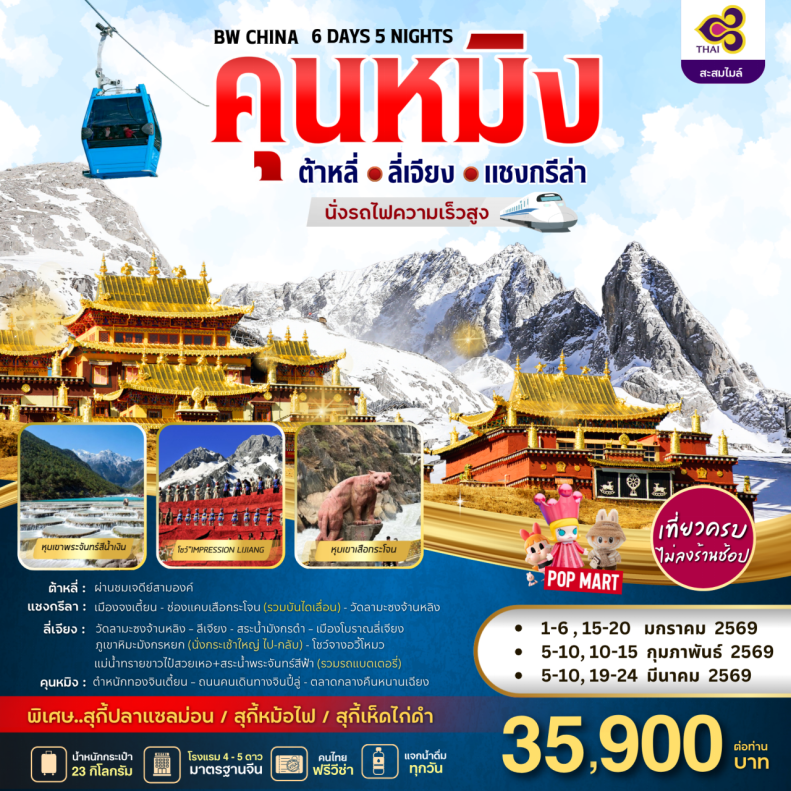 BW CHINA 6 DAYS 5 NIGHTS
THAI
สะสมไมล์
คุนหมิง
ต้าหลี่ • ลี่เจียง • แชงกรีล่า
นั่งรถไฟความเร็วสูง
หุบเขาพระจันทร์สีน้ำเงิน
โชว์"IMPRESSION LIJIANG
หุบเขาเสือกระโจน
POP MART
เที่ยวครบ
ไม่ลงร้านช้อป
ต้าหลี่ : ผ่านชมเจดีย์สามองค์
แชงกรีลา : เมืองจงเตี้ยน - ช่องแคบเสือกระโจน (รวมบันไดเลื่อน) - วัดลามะซงจ้านหลิง
ลี่เจียง : วัดลามะซงจ้านหลิง – ลี่เจียง - สระน้ำมังกรดำ – เมืองโบราณลี่เจียง
ภูเขาหิมะมังกรหยก (นั่งกระเช้าใหญ่ ไป-กลับ) - โชว์จางอวี้โหมว
แม่น้ำทรายขาวไป๋สวยเหอ+สระน้ำพระจันทร์สีฟ้า (รวมรถแบตเตอรี่)
คุนหมิง : ตำหนักทองจินเตี้ยน – ถนนคนเดินทางจินปี้ลู่ - ตลาดกลางคืนหนานเฉียง
• 1-6 , 15-20 มกราคม 2569
• 5-10, 10-15 กุมภาพันธ์ 2569
• 5-10, 19-24 มีนาคม 2569
พิเศษ..สุกี้ปลาแซลม่อน / สุกี้หม้อไฟ / สุกี้เห็ดไก่ดำ
35,900 ต่อท่าน
บาท
น้ำหนักกระเป๋า
23 กิโลกรัม
โรงแรม 4 - 5 ดาว
มาตรฐานจีน
คนไทย
ฟรีวีซ่า
แจกน้ำดื่ม
ทุกวัน